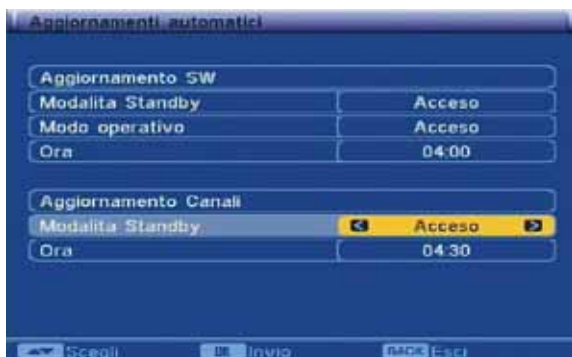 Aggiornamenti automatici
Aggiornamento SW
Modalita Standby Acceso
Modo operativo Acceso
Ora 04:00
Aggiornamento Canali
Modalita Standby Acceso
Ora 04:30
Scegli OK Invio BACK Esci